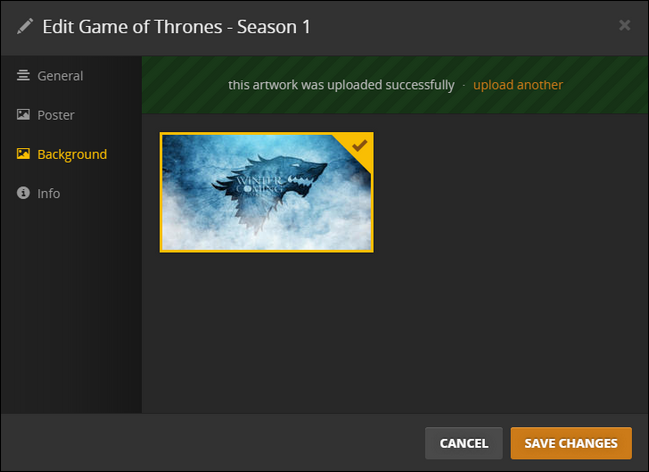 Edit Game of Thrones - Season 1
General
this artwork was uploaded successfully · upload another
Poster
Background
Info
WINTER
COMING
CANCEL
SAVE CHANGES